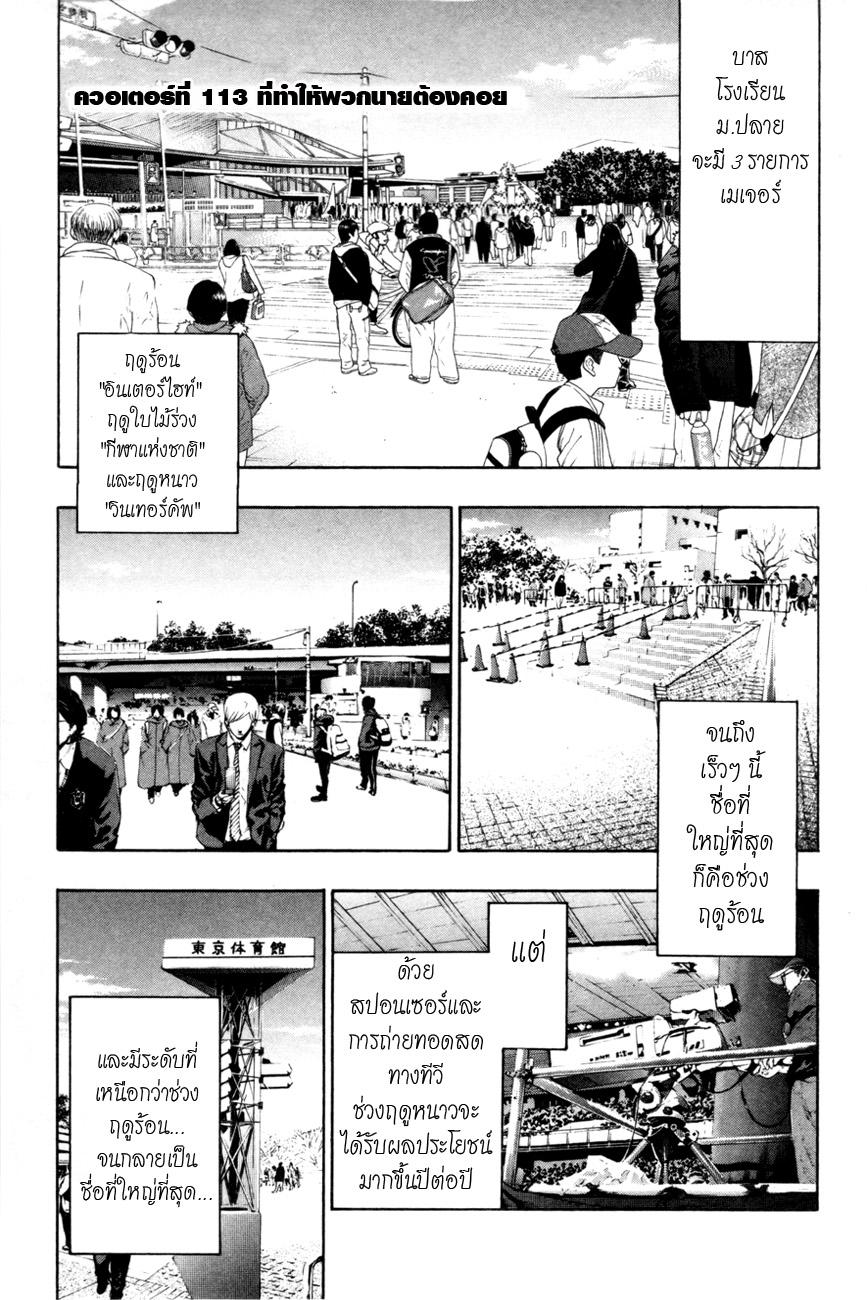 ควอเตอร์ที่ 113 ที่ทำให้พวกนายต้องคอย
บาส
โรงเรียน
ม.ปลาย
จะมี 3 รายการ
เมเจอร์
ฤดูร้อน
"อินเตอร์ไฮท์"
ฤดูใบไม้ร่วง
"กีฬาแห่งชาติ"
และฤดูหนาว
"วินเทอร์คัพ"
จนถึง
เร็วๆ นี้
ชื่อที่
ใหญ่ที่สุด
ก็คือช่วง
ฤดูร้อน
แต่
ด้วย
สปอนเซอร์และ
การถ่ายทอดสด
ทางทีวี
ช่วงฤดูหนาวจะ
ได้รับผลประโยชน์
มากขึ้นปีต่อปี
東京体育館
และมีระดับที่
เหนือกว่าช่วง
ฤดูร้อน...
จนกลายเป็น
ชื่อที่ใหญ่ที่สุด...